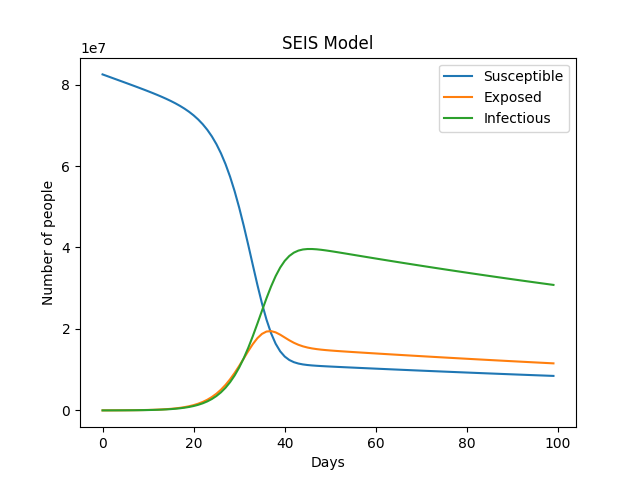 SEIS Model
1e7
Susceptible
Exposed
Infectious
8
6
4
2
0
Number of people
0 20 40 60 80 100
Days